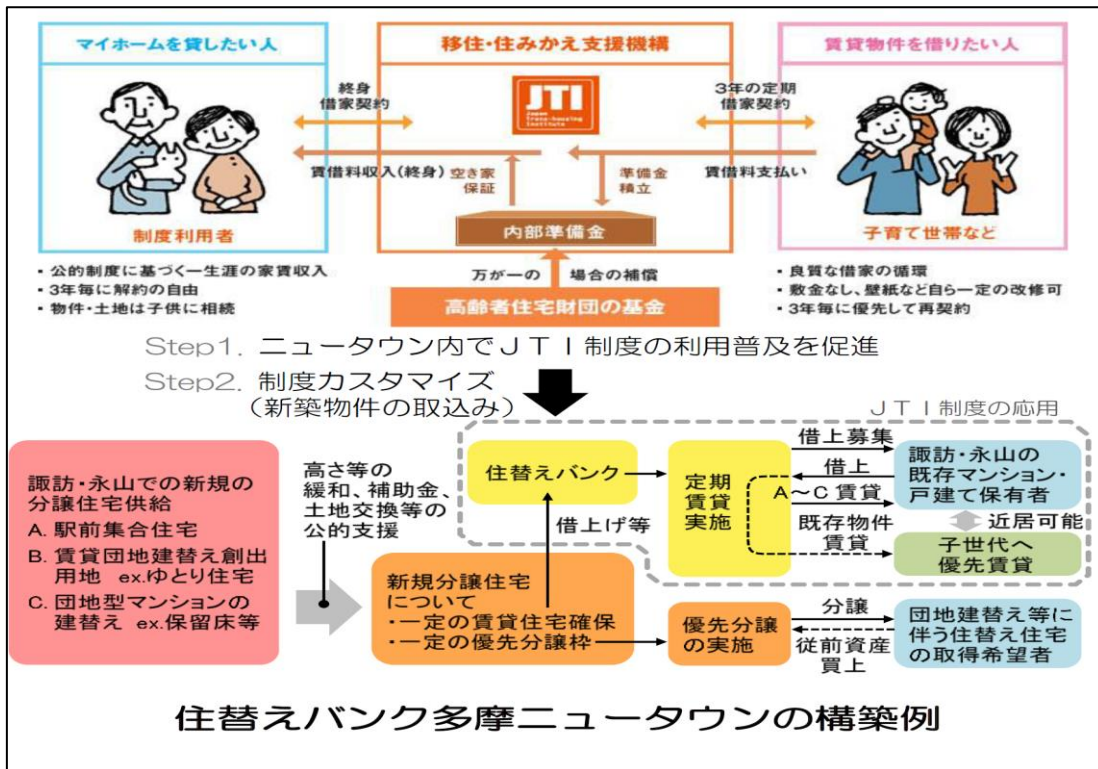 マイホームを貸したい人
移住・住みかえ支援機構
賃貸物件を借りたい人
終身
借家契約
JTI
Japan
Trans-housing
Institute
3年の定期
借家契約
賃借料収入(終身)
空き家
保証
準備金
積立
賃借料支払い
制度利用者
内部準備金
子育て世帯など
・公的制度に基づく一生涯の家賃収入
・3年毎に解約の自由
・物件・土地は子供に相続
万が一の 場合の補償
高齢者住宅財団の基金
・良質な借家の循環
・敷金なし、壁紙など自ら一定の改修可
・3年毎に優先して再契約
Step1. ニュータウン内でJTI制度の利用普及を促進
Step2. 制度カスタマイズ
(新築物件の取込み)
JTI制度の応用
諏訪・永山での新規の
分譲住宅供給
A. 駅前集合住宅
B. 賃貸団地建替え創出
用地 ex.ゆとり住宅
C. 団地型マンションの
建替え ex.保留床等
高さ等の
緩和、補助金、
土地交換等の
公的支援
住替えバンク
借上げ等
新規分譲住宅
について
・一定の賃貸住宅確保
・一定の優先分譲枠
定期
賃貸
実施
借上募集
借上
A～C 賃貸
既存物件
賃貸
諏訪・永山の
既存マンション・
戸建て保有者
近居可能
子世代へ
優先賃貸
優先分譲
の実施
分譲
従前資産
買上
団地建替え等に
伴う住替え住宅
の取得希望者
住替えバンク多摩ニュータウンの構築例